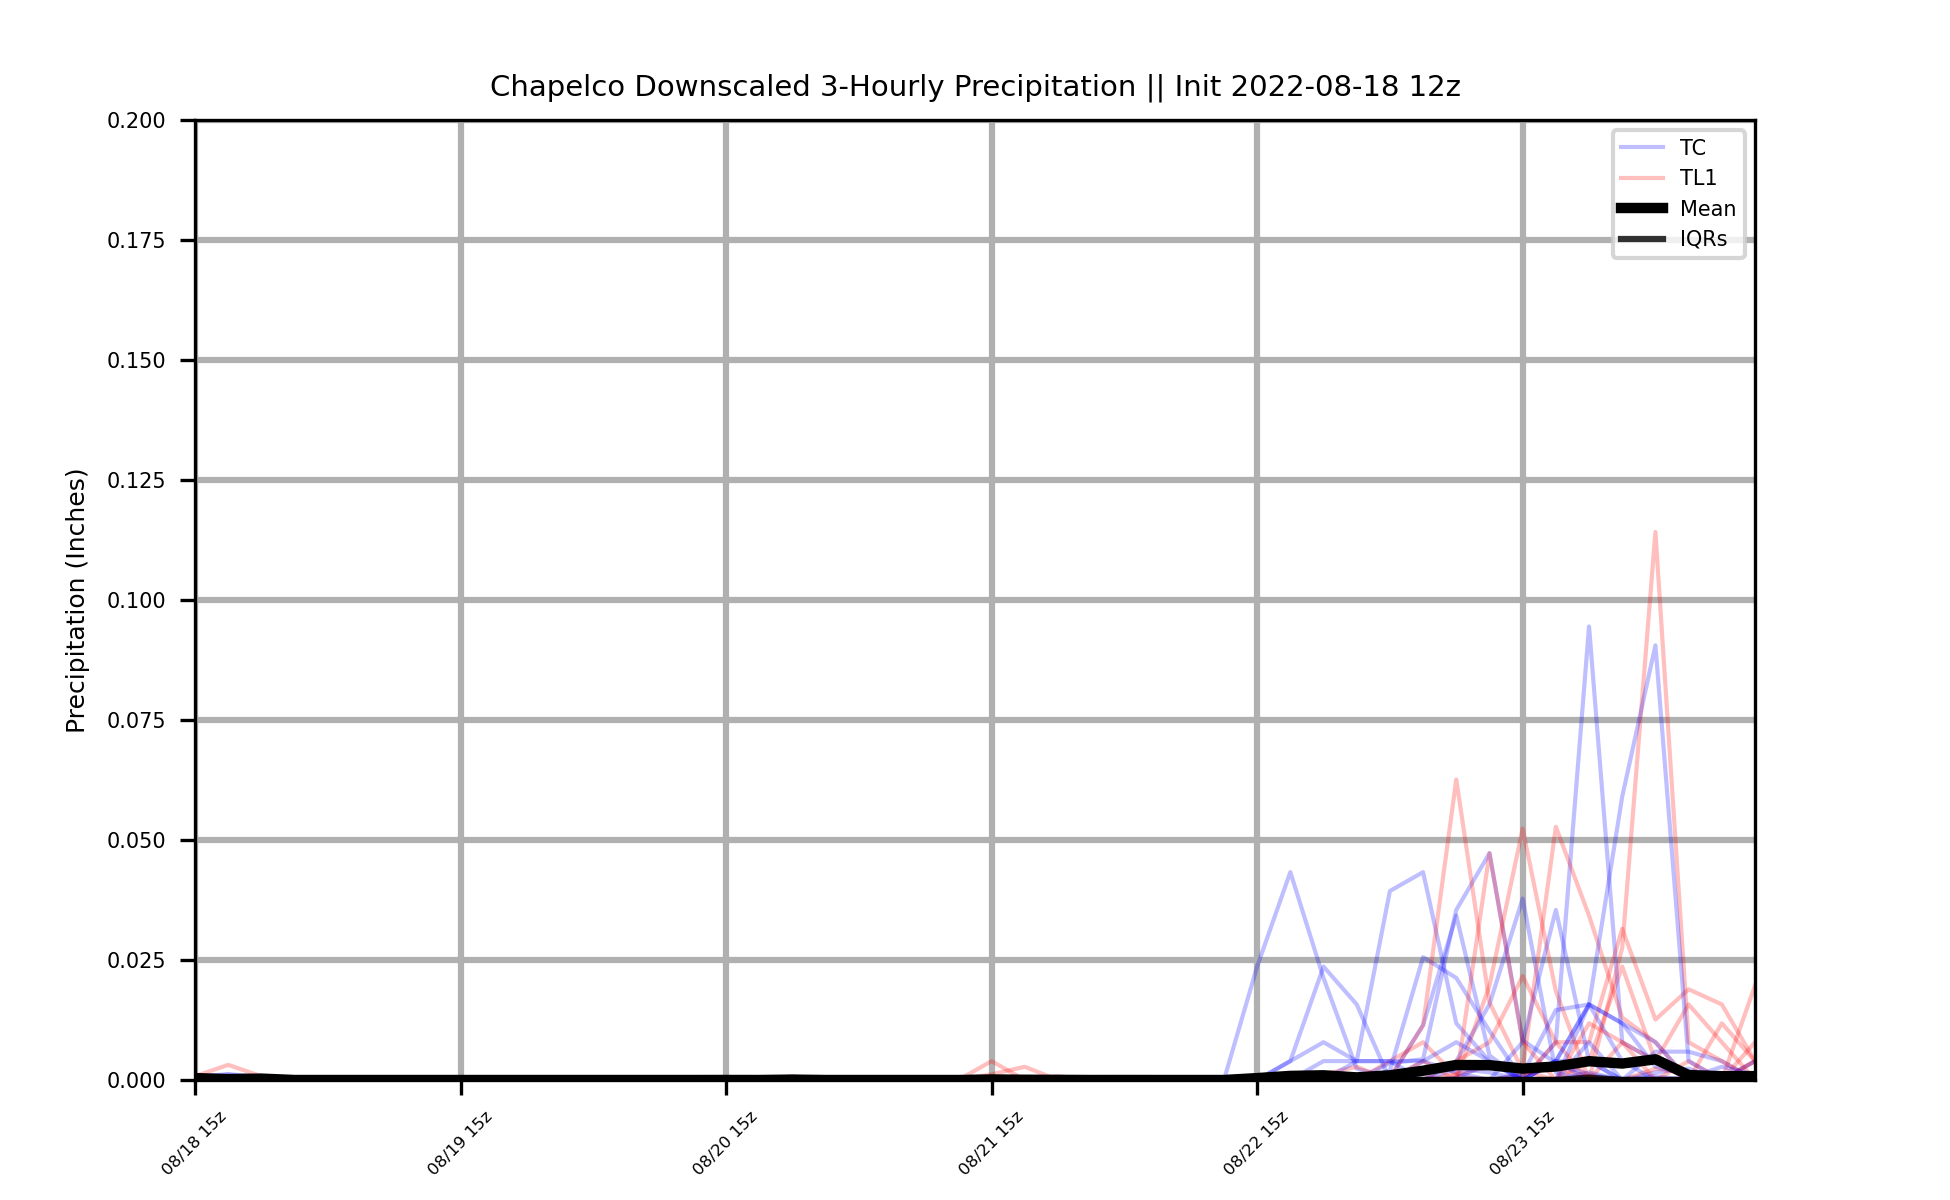 Chapelco Downscaled 3-Hourly Precipitation || Init 2022-08-18 12z
TC
TL1
Mean
IQRs
Precipitation (Inches)
0.200
0.175
0.150
0.125
0.100
0.075
0.050
0.025
0.000
08/18 15z
08/19 15z
08/20 15z
08/21 15z
08/22 15z
08/23 15z